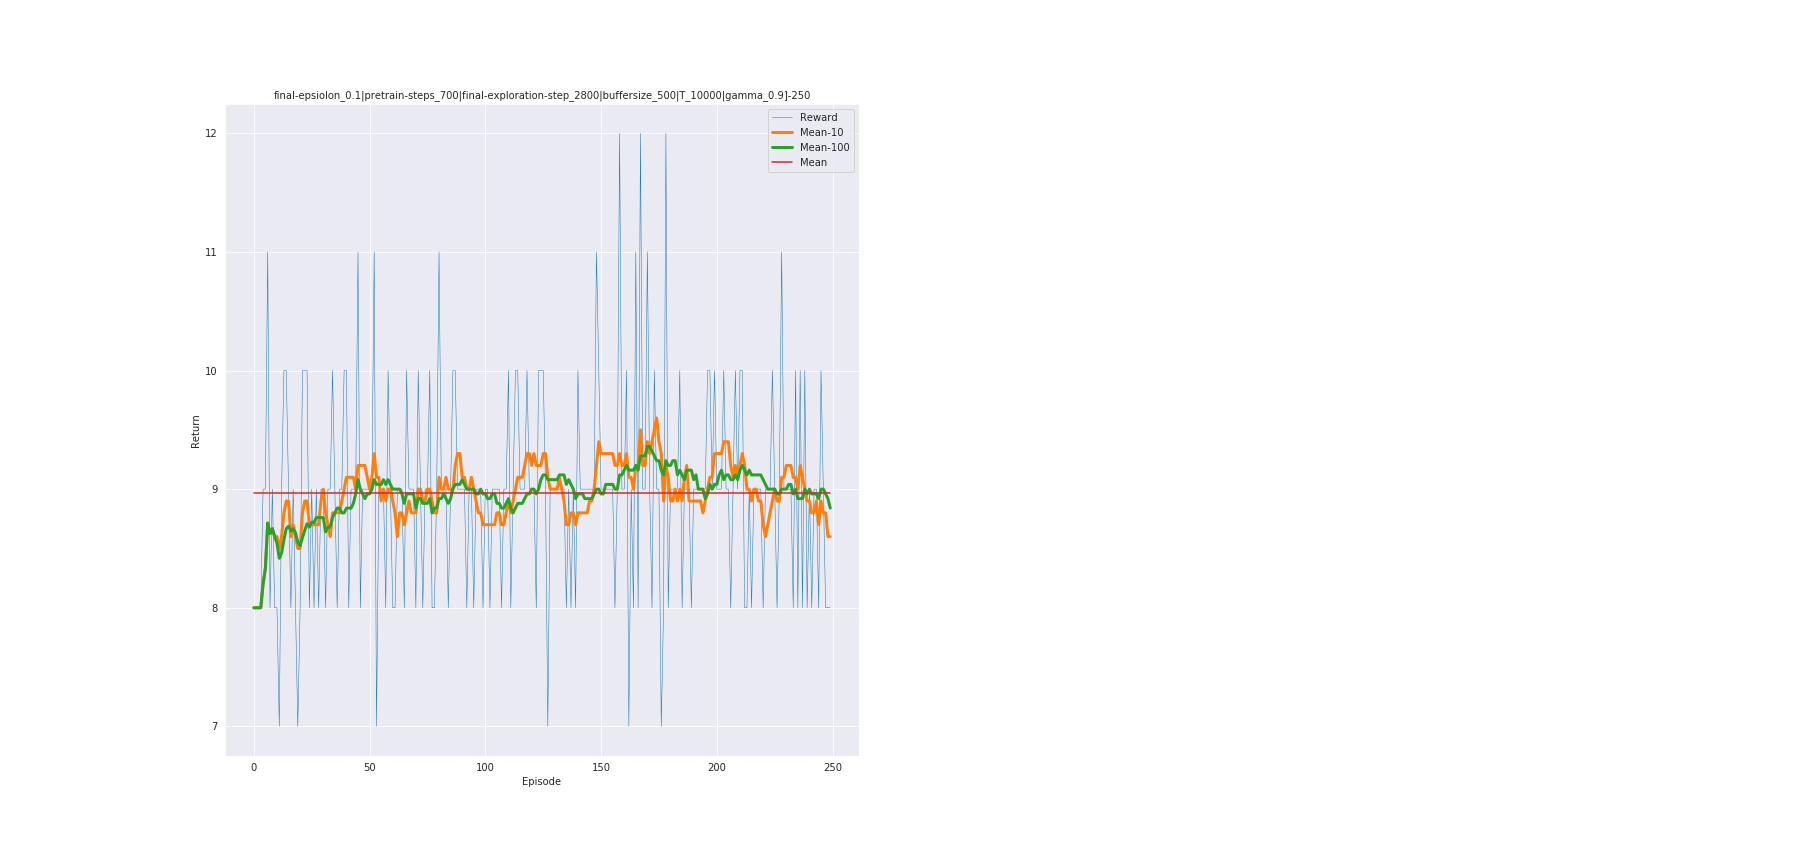 final-epsiolon_0.1|pretrain-steps_700|final-exploration-step_2800|buffersize_500|T_10000|gamma_0.9]-250
Reward
Mean-10
Mean-100
Mean
12
11
10
9
8
7
Return
0
50
100
150
200
250
Episode